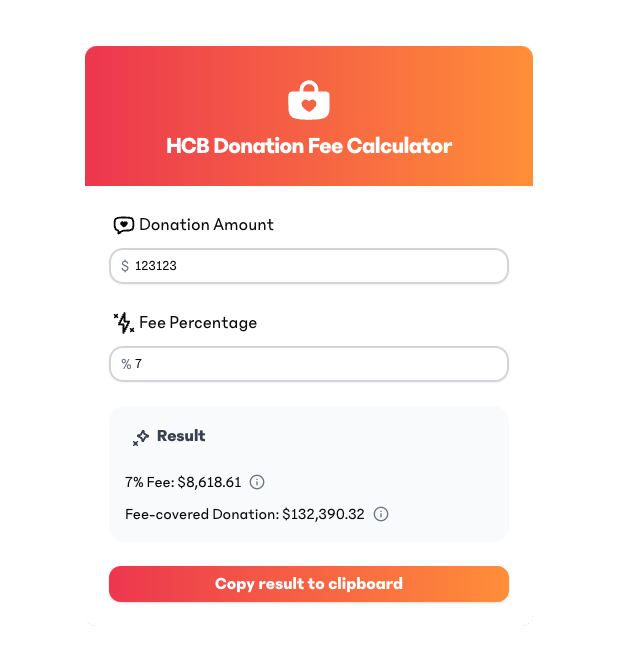 HCB Donation Fee Calculator
Donation Amount
$ 123123
Fee Percentage
% 7
Result
7% Fee: $8,618.61
Fee-covered Donation: $132,390.32
Copy result to clipboard